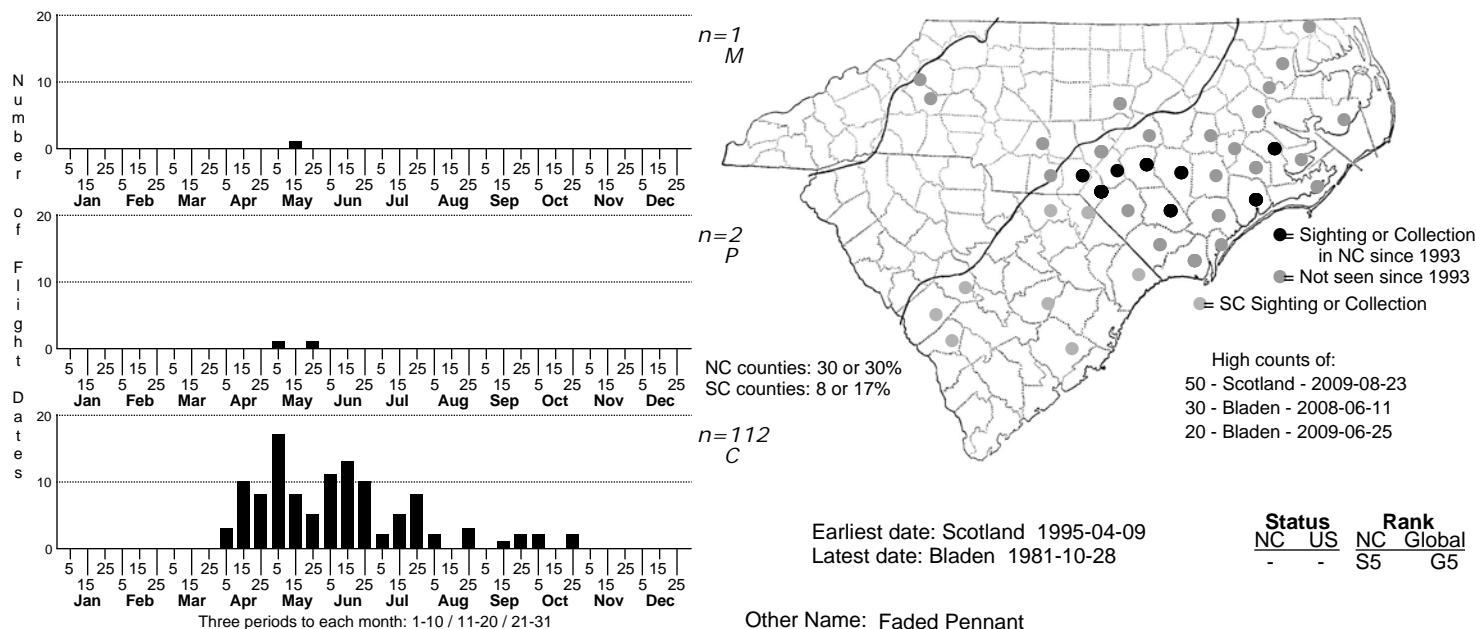 Number of Flight Dates
20
10
0
5 15 25 5 15 25 5 15 25 5 15 25 5 15 25 5 15 25 5 15 25 5 15 25 5 15 25 5 15 25 5 15 25 5 15 25
Jan Feb Mar Apr May Jun Jul Aug Sep Oct Nov Dec
n=1
M
20
10
0
5 15 25 5 15 25 5 15 25 5 15 25 5 15 25 5 15 25 5 15 25 5 15 25 5 15 25 5 15 25 5 15 25 5 15 25
Jan Feb Mar Apr May Jun Jul Aug Sep Oct Nov Dec
n=2
P
20
10
0
5 15 25 5 15 25 5 15 25 5 15 25 5 15 25 5 15 25 5 15 25 5 15 25 5 15 25 5 15 25 5 15 25 5 15 25
Jan Feb Mar Apr May Jun Jul Aug Sep Oct Nov Dec
n=112
C
Three periods to each month: 1-10 / 11-20 / 21-31
= Sighting or Collection
in NC since 1993
= Not seen since 1993
= SC Sighting or Collection
NC counties: 30 or 30%
SC counties: 8 or 17%
High counts of:
50 - Scotland - 2009-08-23
30 - Bladen - 2008-06-11
20 - Bladen - 2009-06-25
Earliest date: Scotland 1995-04-09
Latest date: Bladen 1981-10-28
Status Rank
NC US NC Global
- - S5 G5
Other Name: Faded Pennant